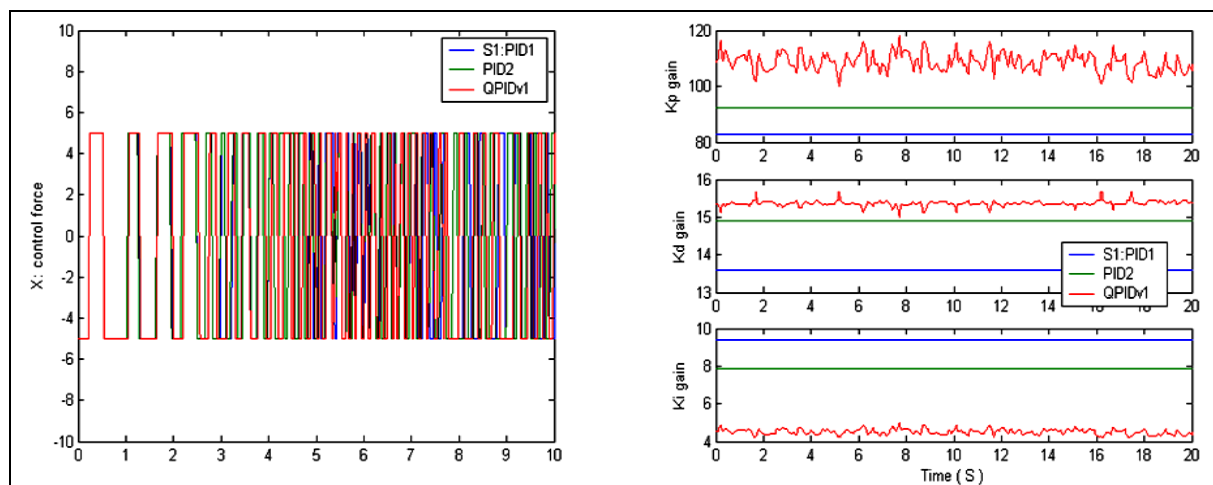 10
8
6
4
2
0
-2
-4
-6
-8
-10
X: control force
0 1 2 3 4 5 6 7 8 9 10
S1:PID1
PID2
QPIDv1
120
100
80
Kp gain
0 2 4 6 8 10 12 14 16 18 20
16
15
14
13
Kd gain
S1:PID1
PID2
QPIDv1
0 2 4 6 8 10 12 14 16 18 20
10
8
6
4
Ki gain
0 2 4 6 8 10 12 14 16 18 20
Time ( S )